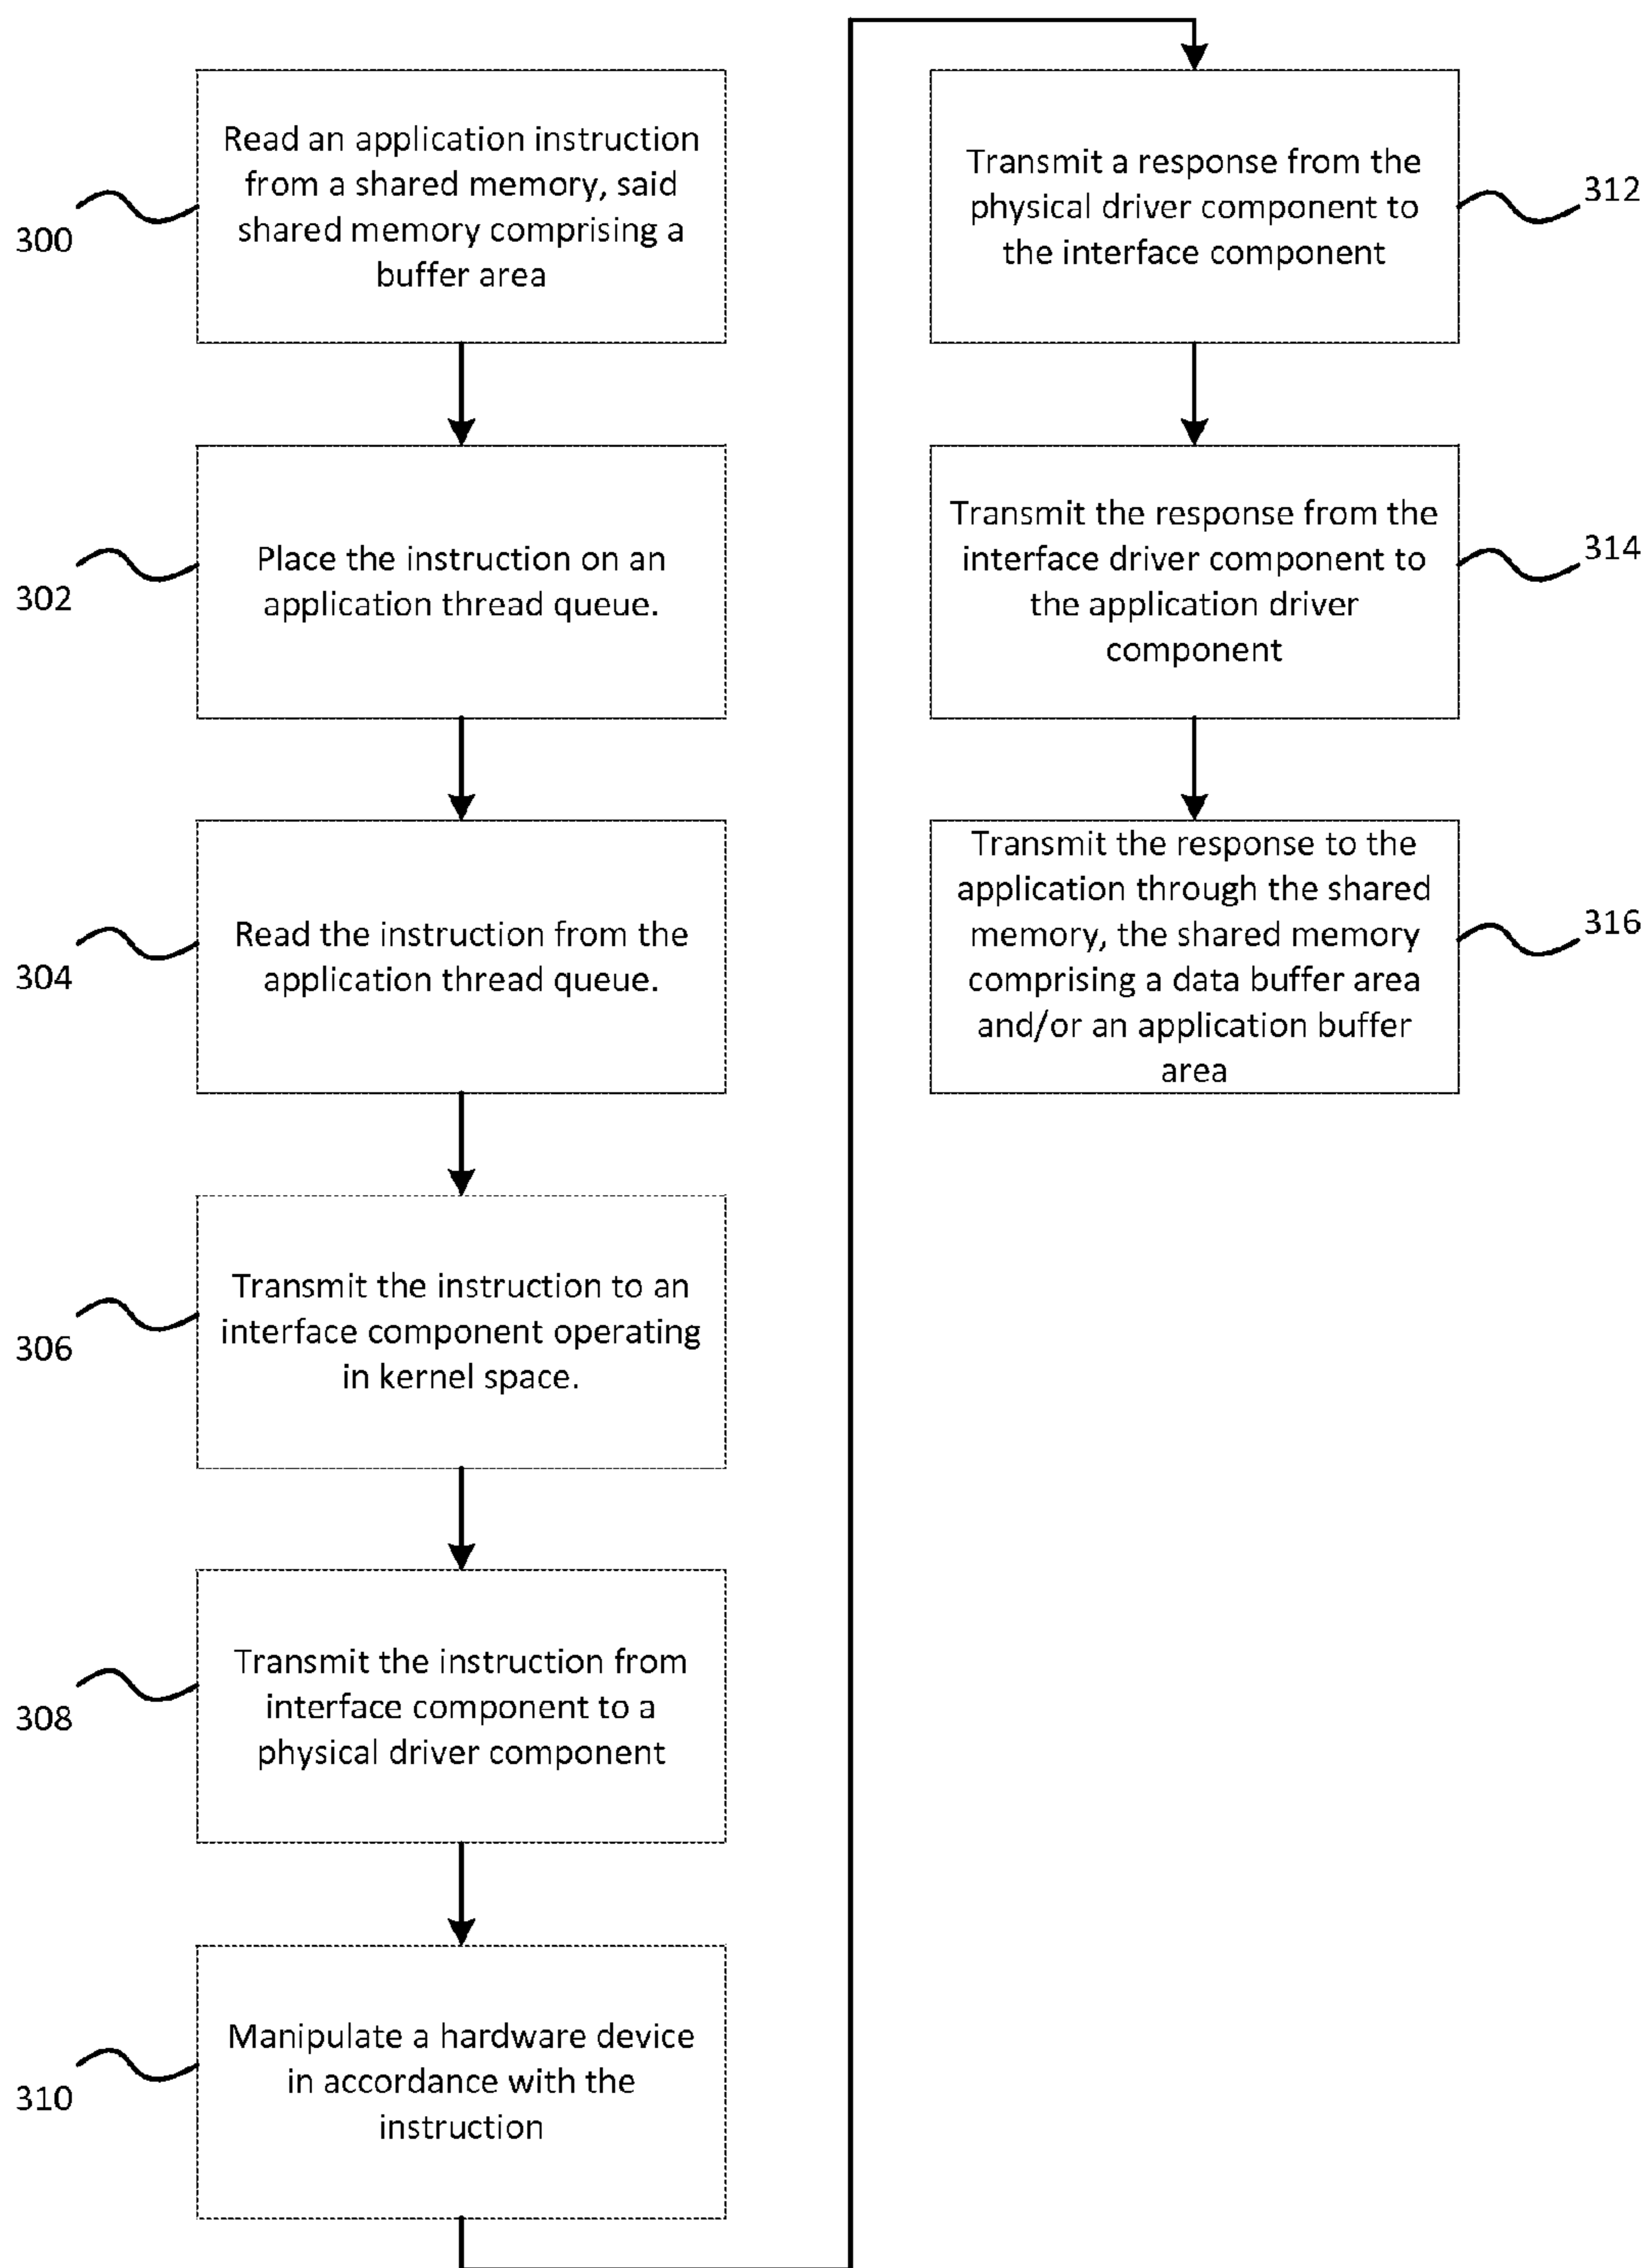 Read an application instruction
from a shared memory, said
shared memory comprising a
buffer area
300
Place the instruction on an
application thread queue.
302
Read the instruction from the
application thread queue.
304
Transmit the instruction to an
interface component operating
in kernel space.
306
Transmit the instruction from
interface component to a
physical driver component
308
Manipulate a hardware device
in accordance with the
instruction
310
Transmit a response from the
physical driver component to
the interface component
312
Transmit the response from the
interface driver component to
the application driver
component
314
Transmit the response to the
application through the shared
memory, the shared memory
comprising a data buffer area
and/or an application buffer
area
316